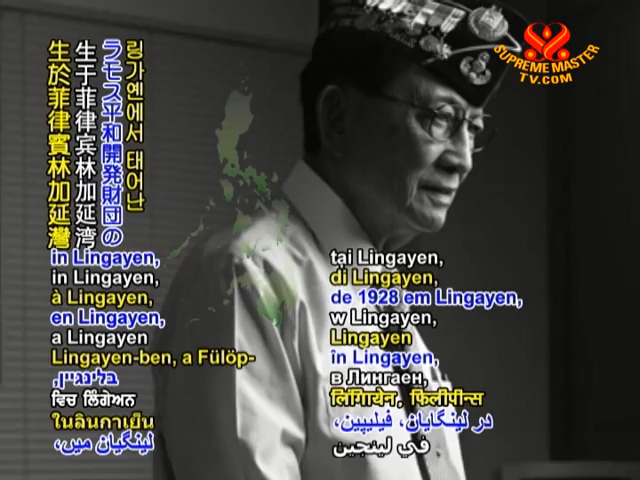 SUPREME MASTER
TV.COM
링가옌에서 태어난
ラモス平和開発財団の
生于菲律宾林加延湾
生於菲律賓林加延灣
in Lingayen,
in Lingayen,
à Lingayen,
en Lingayen,
a Lingayen
Lingayen-ben, a Fülöp-
בלינגיין,
ਵਿਚ ਲਿੰਗੇਅਨ
ในลินกาเย็น
لینگیان میں،
tại Lingayen,
di Lingayen,
de 1928 em Lingayen,
w Lingayen,
Lingayen
în Lingayen,
в Лингаен,
लिंगायेन, फिलीपीन्स
در لینگایان، فیلیپین،
في لينجين